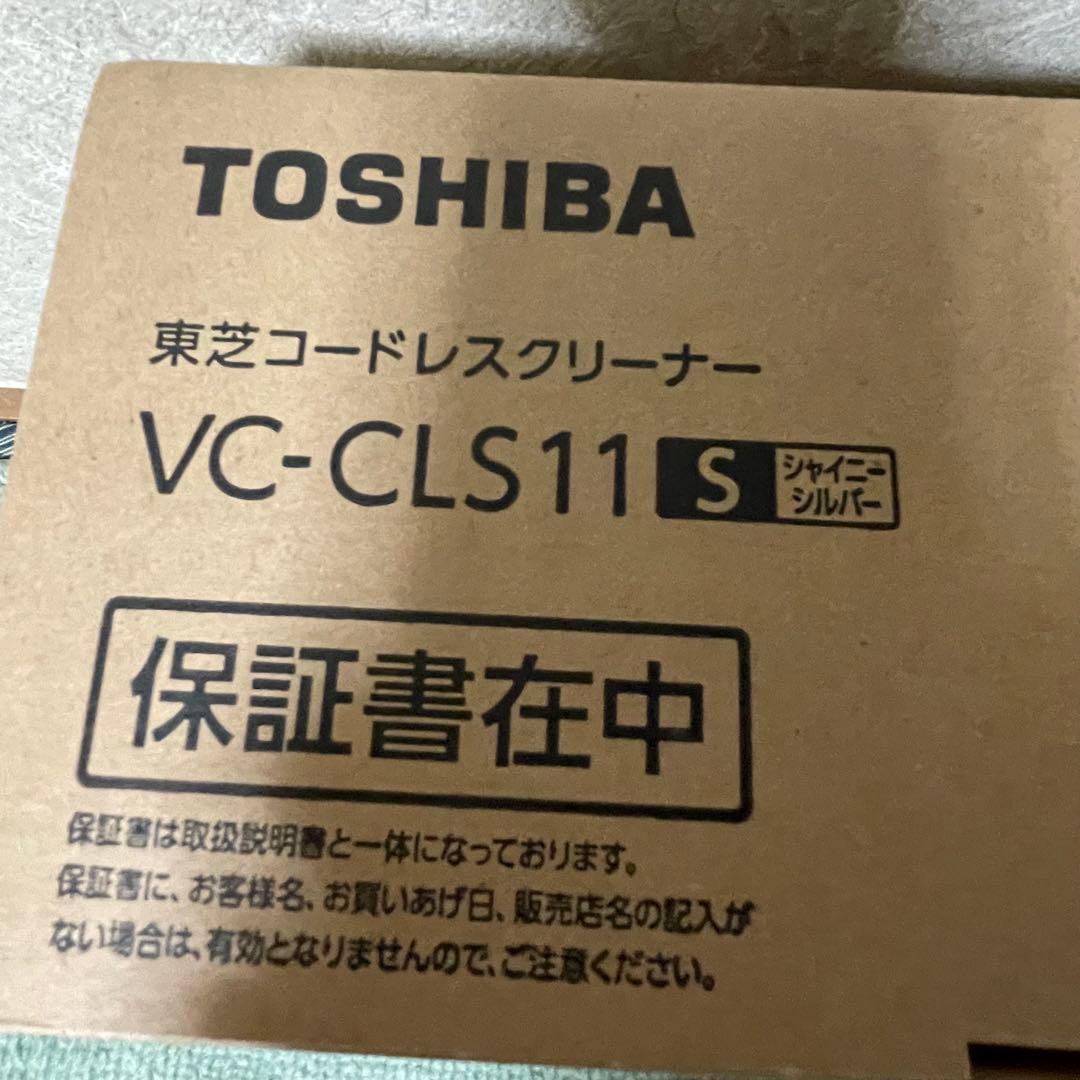 TOSHIBA
東芝コードレスクリーナー
VC-CLS11 S シャイニーシルバー
保証書在中
保証書は取扱説明書と一体になっております。
保証書に、お客様名、お買いあげ日、販売店名の記入が
ない場合は、有効となりませんので、ご注意ください。